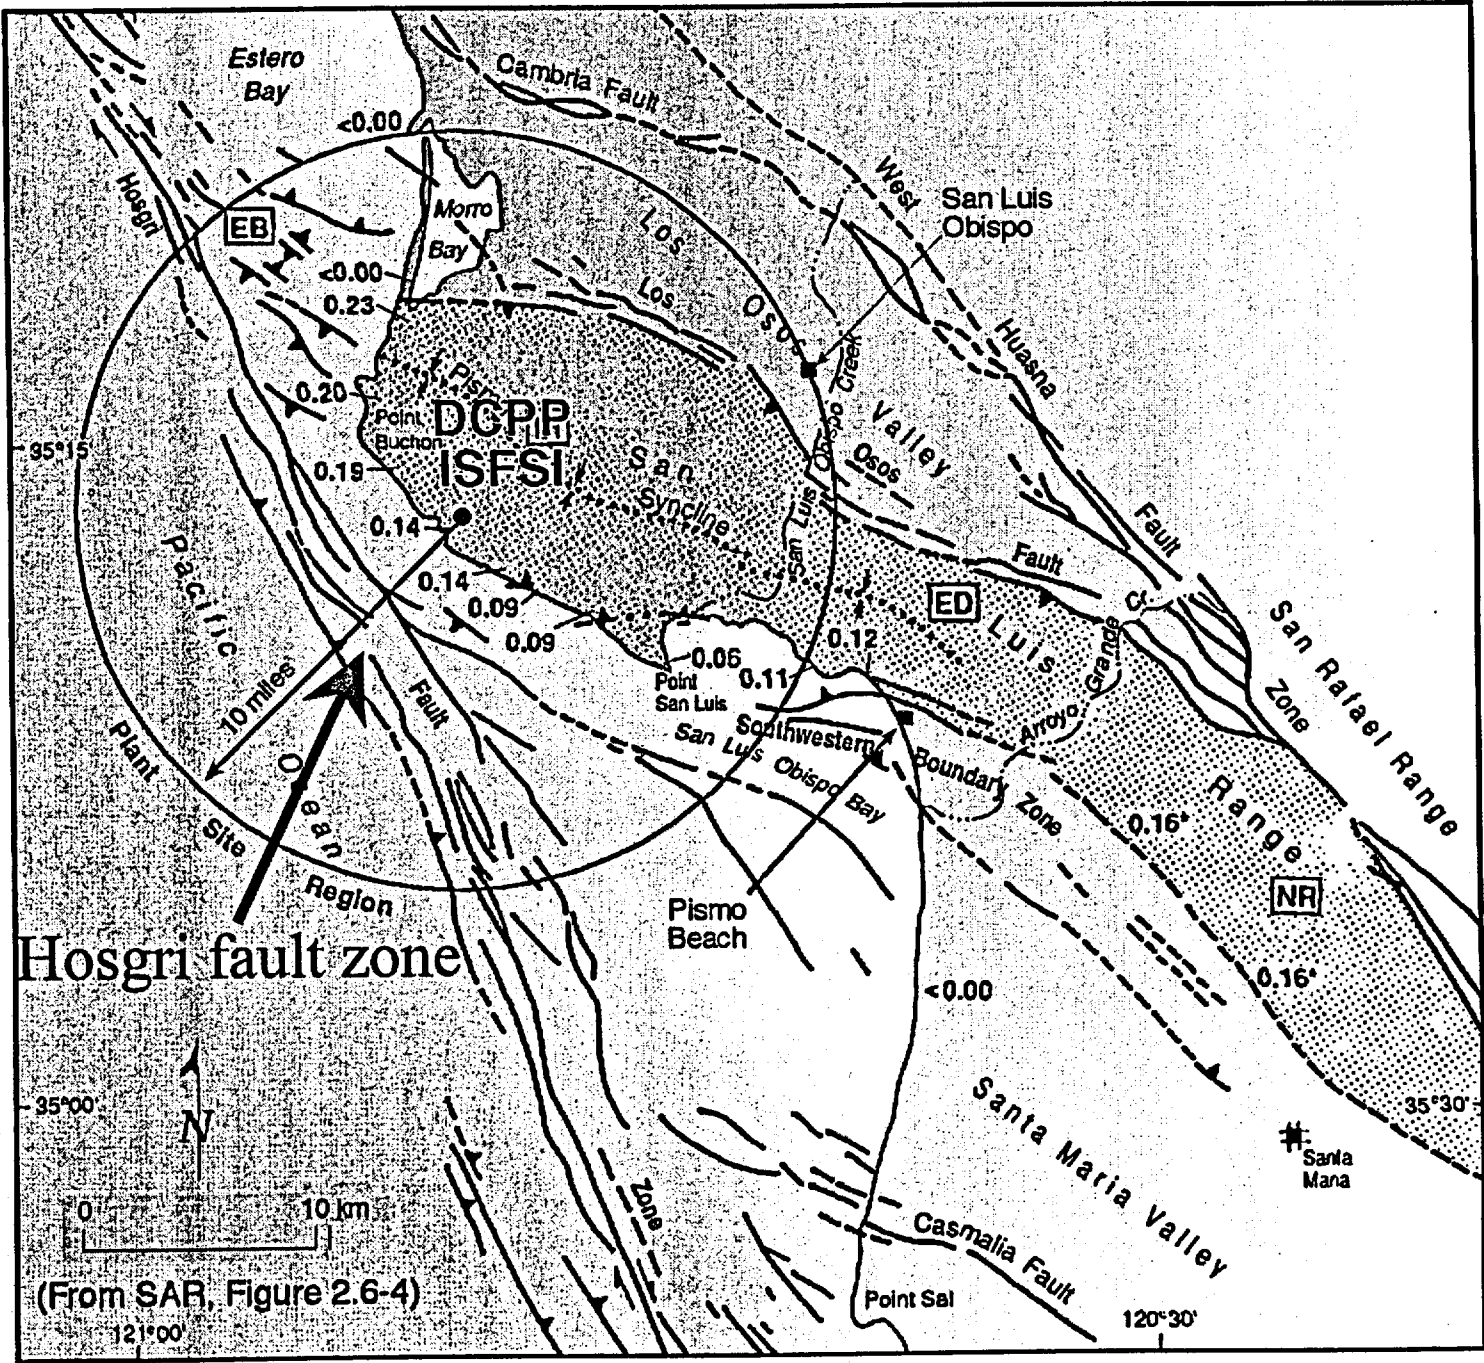 Estero
Bay
Cambria Fault
<0.00
West
San Luis
Obispo
Hosgri
EB
Morro
Bay
Los
<0.00
0.23
Los
Osos
Huasna
0.20
Pismo
Point
Buchon
DCPP
ISFSI
Obispo Creek
Valley
Osos
35°15'
0.19
San
Syncline
San Luis
0.14
Fault
Fault
Pacific
0.14
0.09
0.09
ED
Luis
0.12
Grande
San Rafael Range
0.06
0.11
Point
San Luis
10 miles
Fault
Zone
Arroyo
Southwestern
Boundary Zone
San Luis Obispo Bay
Plant
Ocean
Range
0.16*
Site
Region
NR
Pismo
Beach
Hosgri fault zone
0.16*
<0.00
N
35°00'
35°30'
Santa Maria Valley
Santa
Maria
0
10 km
Zone
Casmalia Fault
(From SAR, Figure 2.6-4)
Point Sal
121°00'
120°30'